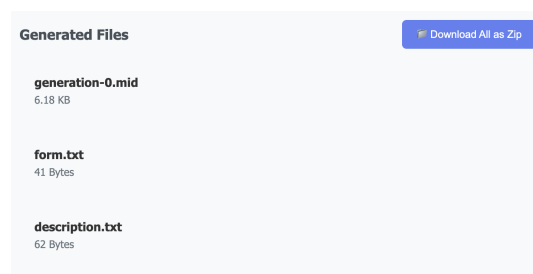 Generated Files
Download All as Zip
generation-0.mid
6.18 KB
form.txt
41 Bytes
description.txt
62 Bytes